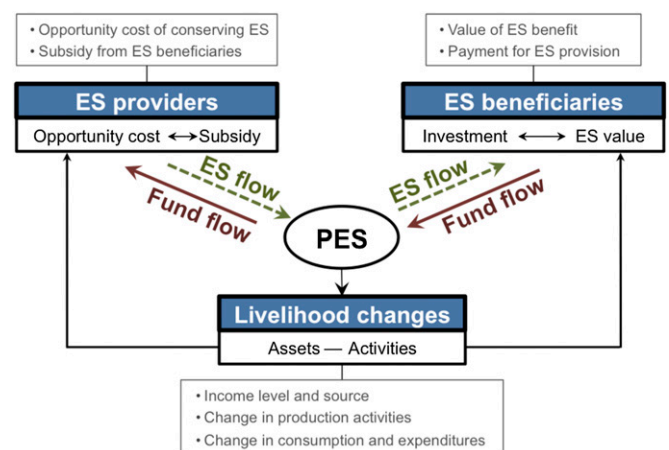 • Opportunity cost of conserving ES
• Subsidy from ES beneficiaries
• Value of ES benefit
• Payment for ES provision
ES providers
Opportunity cost ↔ Subsidy
ES beneficiaries
Investment ↔ ES value
ES flow
Fund flow
ES flow
Fund flow
PES
Livelihood changes
Assets — Activities
• Income level and source
• Change in production activities
• Change in consumption and expenditures